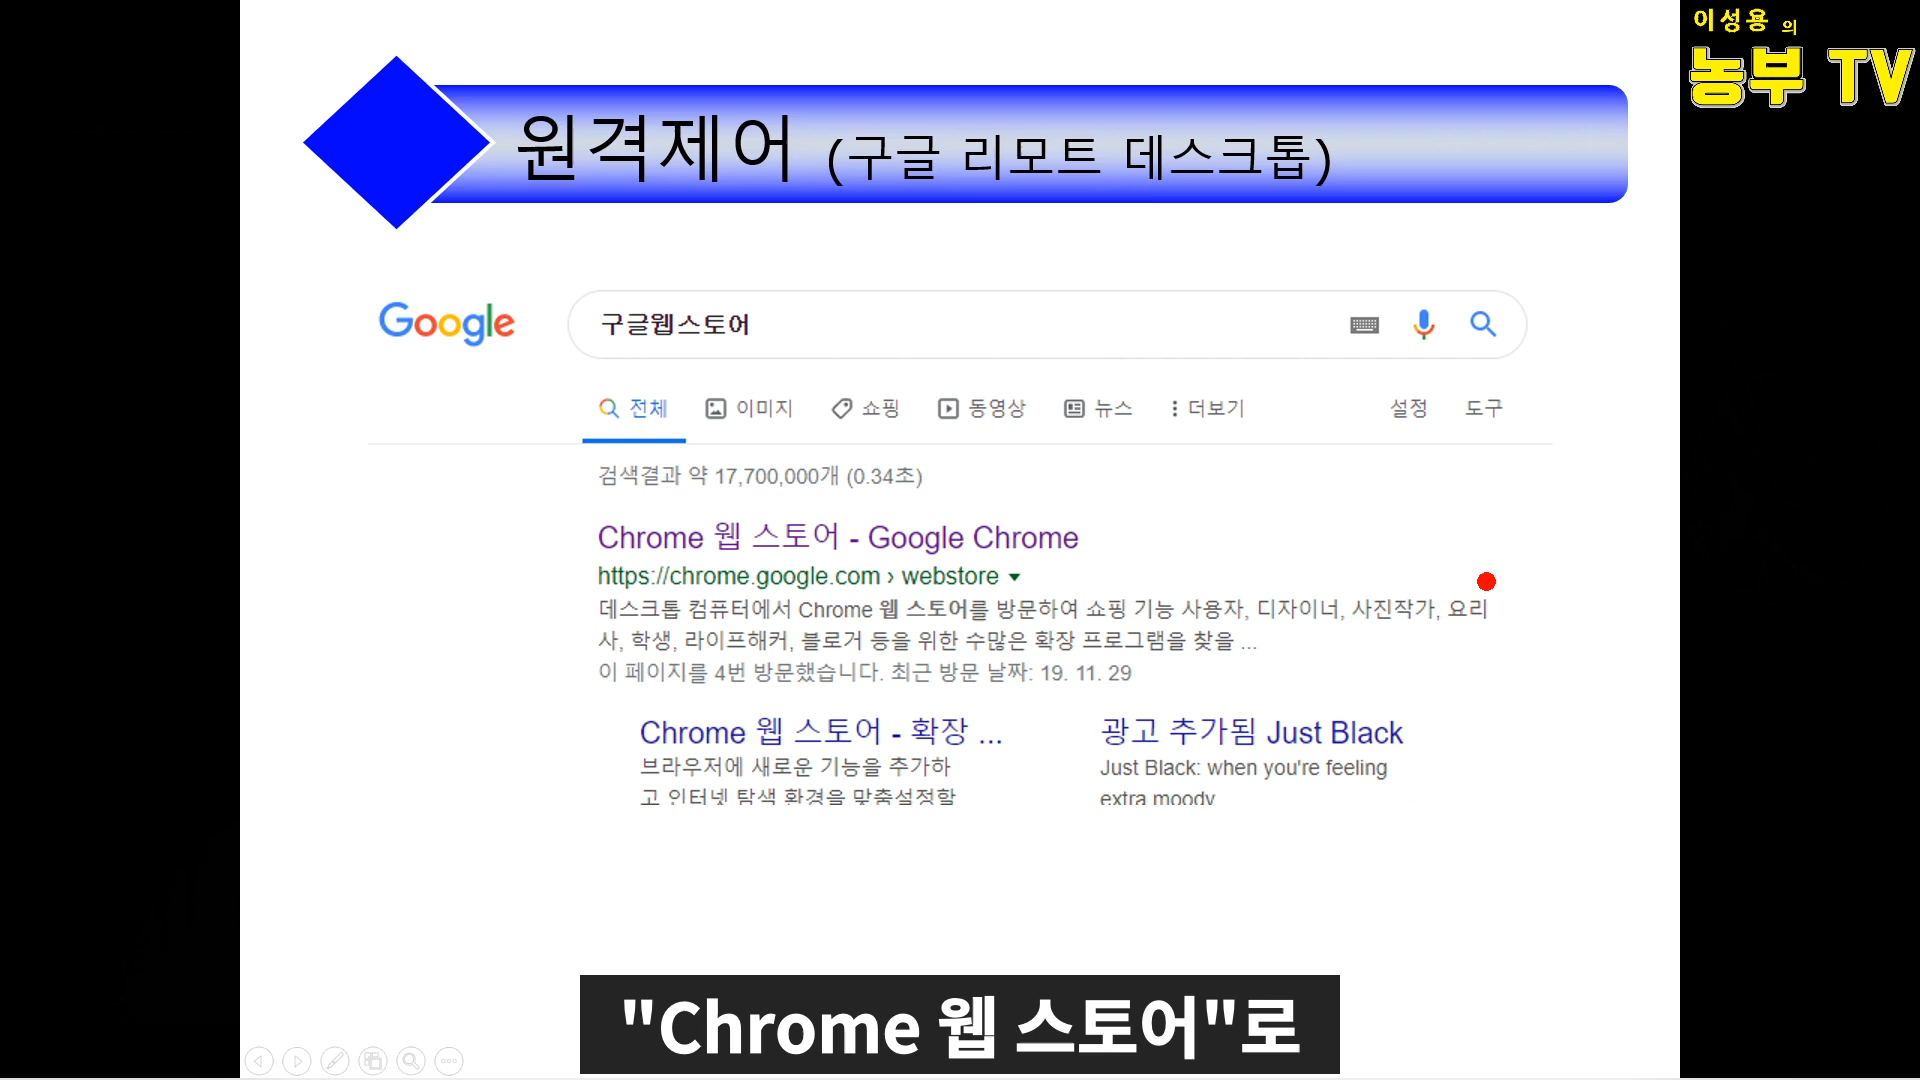 이성용 의
농부 TV
원격제어 (구글 리모트 데스크톱)
Google 구글웹스토어
전체 이미지 쇼핑 동영상 뉴스 더보기 설정 도구
검색결과 약 17,700,000개 (0.34초)
Chrome 웹 스토어 - Google Chrome
https://chrome.google.com › webstore
데스크톱 컴퓨터에서 Chrome 웹 스토어를 방문하여 쇼핑 기능 사용자, 디자이너, 사진작가, 요리
사, 학생, 라이프해커, 블로거 등을 위한 수많은 확장 프로그램을 찾을 ...
이 페이지를 4번 방문했습니다. 최근 방문 날짜: 19. 11. 29
Chrome 웹 스토어 - 확장 ...
브라우저에 새로운 기능을 추가하
고 인터넷 탐색 환경을 맞춤설정할
광고 추가됨 Just Black
Just Black: when you're feeling
extra moody
"Chrome 웹 스토어"로